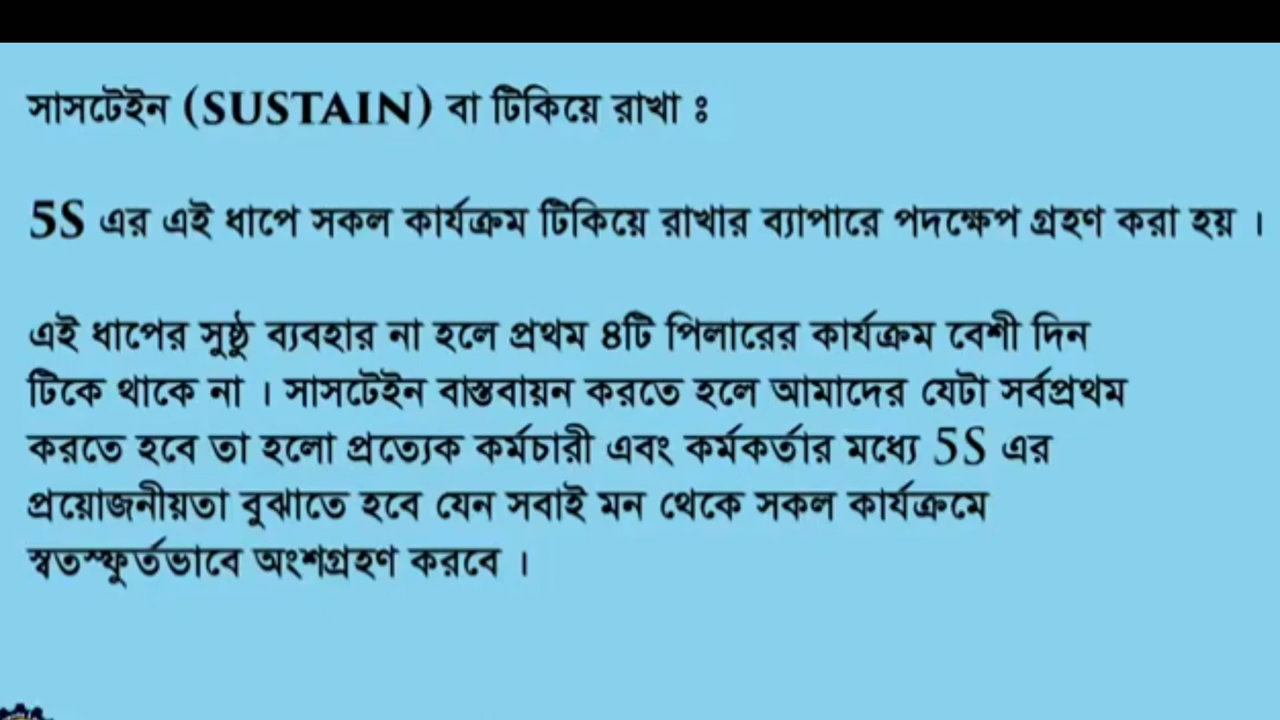 সাসটেইন (SUSTAIN) বা টিকিয়ে রাখা ঃ
5S এর এই ধাপে সকল কার্যক্রম টিকিয়ে রাখার ব্যাপারে পদক্ষেপ গ্রহণ করা হয় ।
এই ধাপের সুষ্ঠু ব্যবহার না হলে প্রথম ৪টি পিলারের কার্যক্রম বেশী দিন
টিকে থাকে না । সাসটেইন বাস্তবায়ন করতে হলে আমাদের যেটা সর্বপ্রথম
করতে হবে তা হলো প্রত্যেক কর্মচারী এবং কর্মকর্তার মধ্যে 5S এর
প্রয়োজনীয়তা বুঝাতে হবে যেন সবাই মন থেকে সকল কার্যক্রমে
স্বতস্ফুর্তভাবে অংশগ্রহণ করবে ।